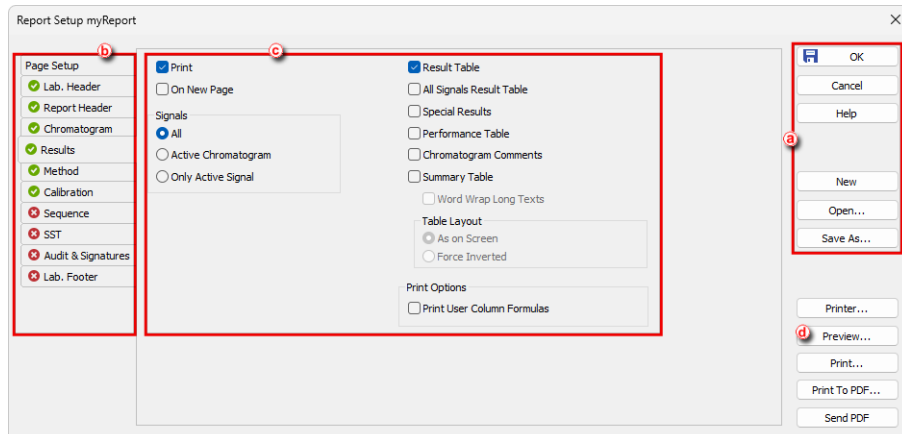 Report Setup myReport
b
c
a
d
Page Setup
Lab. Header
Report Header
Chromatogram
Results
Method
Calibration
Sequence
SST
Audit & Signatures
Lab. Footer
Print
On New Page
Signals
All
Active Chromatogram
Only Active Signal
Result Table
All Signals Result Table
Special Results
Performance Table
Chromatogram Comments
Summary Table
Word Wrap Long Texts
Table Layout
As on Screen
Force Inverted
Print Options
Print User Column Formulas
OK
Cancel
Help
New
Open...
Save As...
Printer...
Preview...
Print...
Print To PDF...
Send PDF